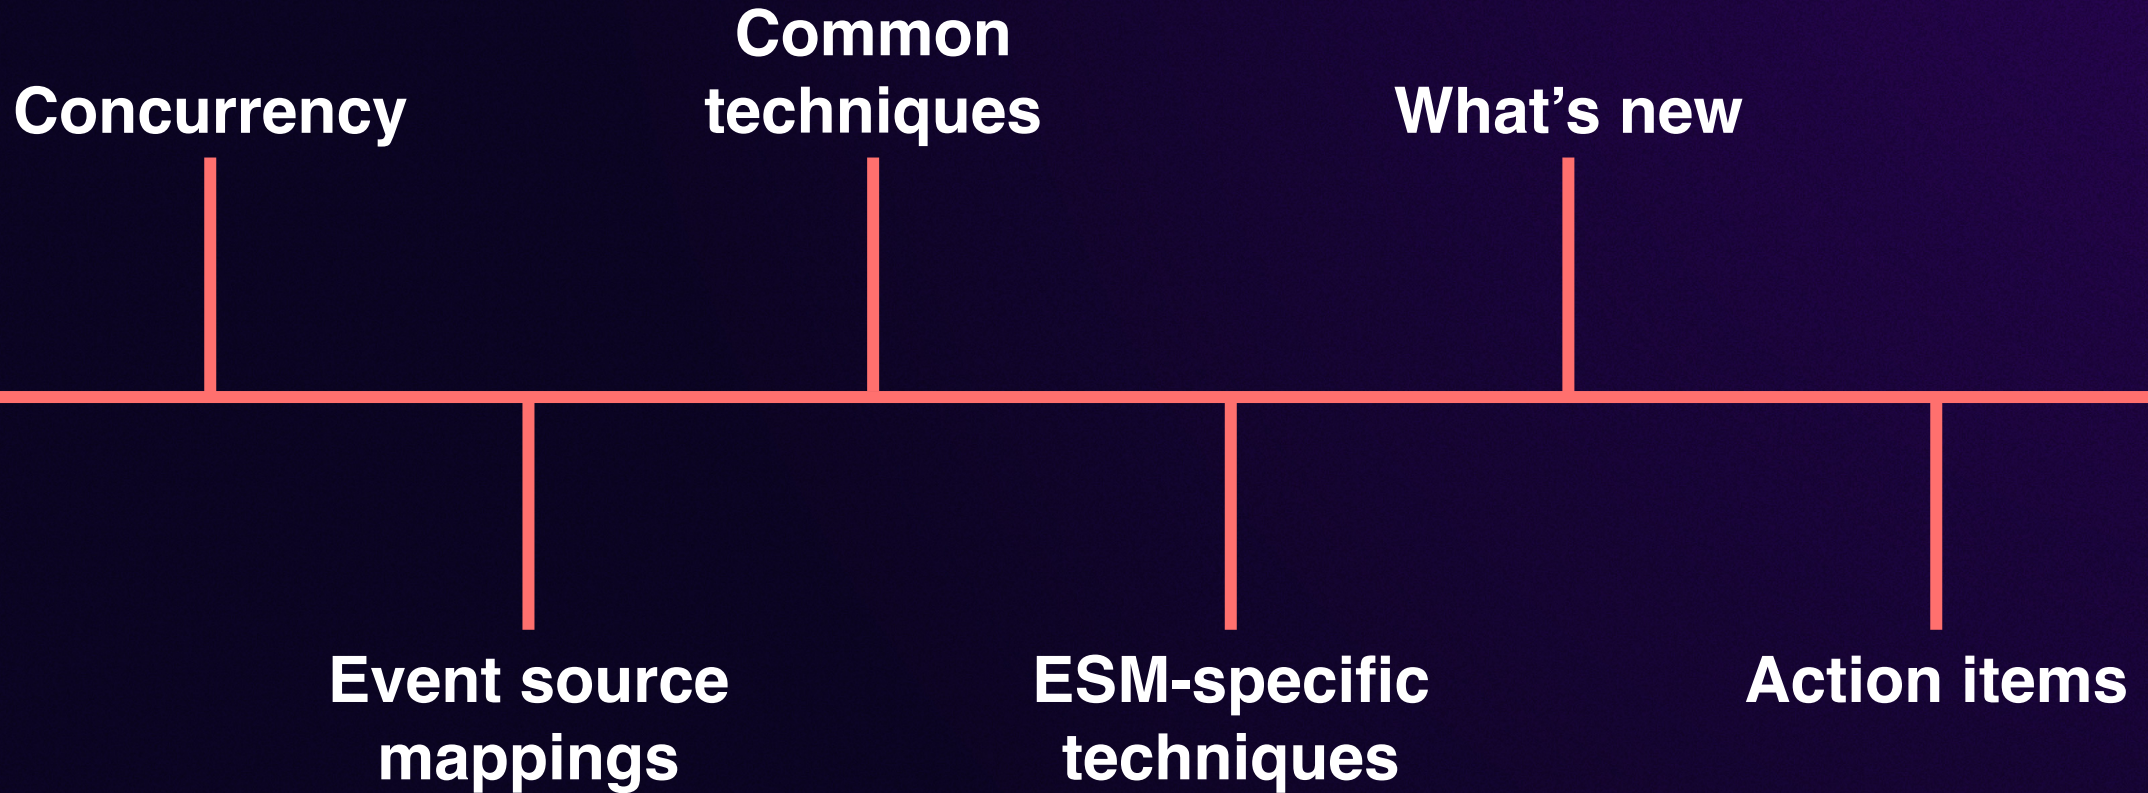 Concurrency
Event source
mappings
Common
techniques
ESM-specific
techniques
What’s new
Action items